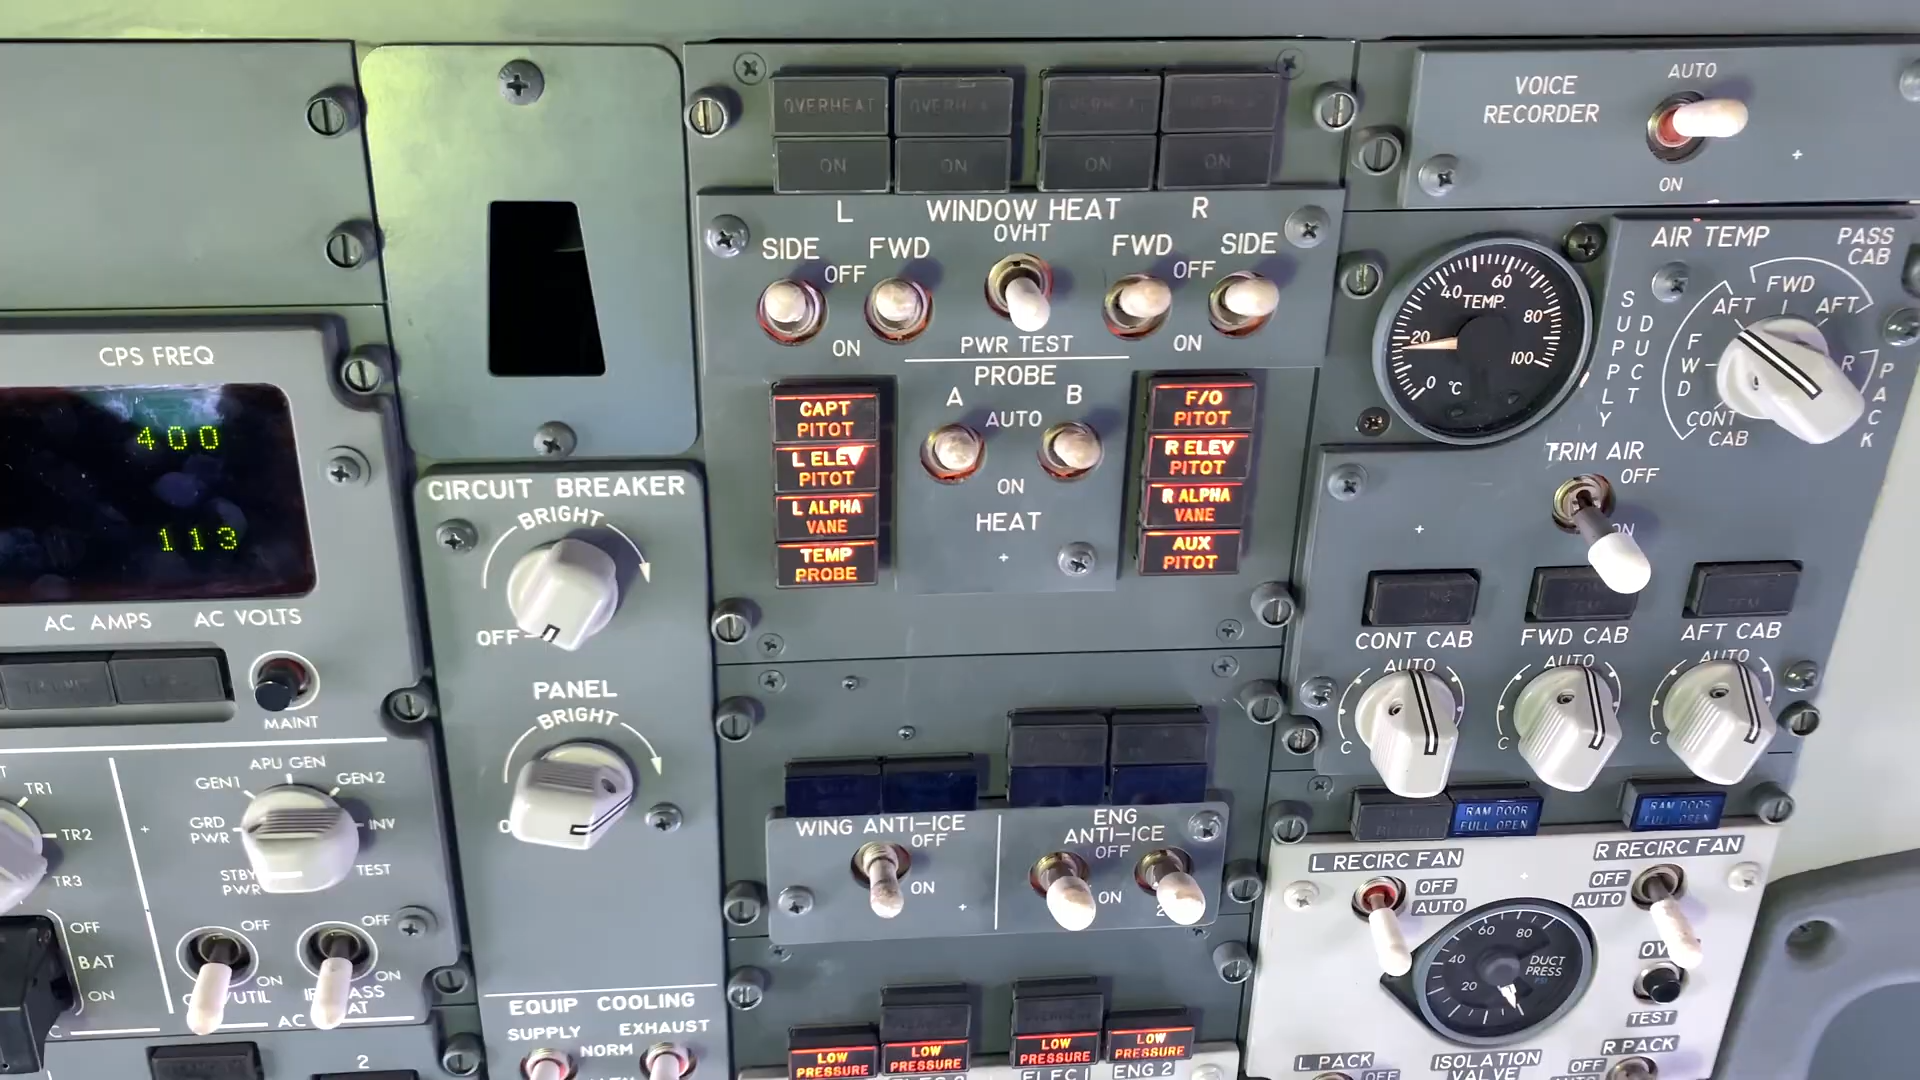 CPS FREQ
400
113
AC AMPS
AC VOLTS
MAINT
TR1
TR2
TR3
APU GEN
GEN1
GEN2
GRD
PWR
INV
STBY
PWR
TEST
OFF
BAT
ON
OFF
ON
OFF
ON
AC
2
CIRCUIT BREAKER
BRIGHT
OFF
PANEL
BRIGHT
EQUIP COOLING
SUPPLY
EXHAUST
NORM
OVERHEAT
OVERHEAT
OVERHEAT
OVERHEAT
ON
ON
ON
ON
L
WINDOW HEAT
R
OVHT
SIDE
FWD
FWD
SIDE
OFF
OFF
ON
PWR TEST
ON
PROBE
A
B
AUTO
ON
HEAT
CAPT
PITOT
L ELEV
PITOT
L ALPHA
VANE
TEMP
PROBE
F/O
PITOT
R ELEV
PITOT
R ALPHA
VANE
AUX
PITOT
WING ANTI-ICE
OFF
ON
ENG
ANTI-ICE
OFF
ON
2
LOW
PRESSURE
LOW
PRESSURE
LOW
PRESSURE
LOW
PRESSURE
ELEC 1
ENG 2
VOICE
RECORDER
AUTO
ON
AIR TEMP
PASS
CAB
SUPPLY
DUCT
AFT
FWD
AFT
FWD
CONT
CAB
R
PACK
0
20
40
60
80
100
TEMP.
°C
TRIM AIR
OFF
ON
CONT CAB
FWD CAB
AFT CAB
AUTO
AUTO
AUTO
C
C
C
RAM DOOR
FULL OPEN
RAM DOOR
FULL OPEN
L RECIRC FAN
R RECIRC FAN
OFF
AUTO
OFF
AUTO
20
40
60
80
DUCT
PRESS
PSI
TEST
L PACK
OFF
ISOLATION
VALVE
R PACK
OFF